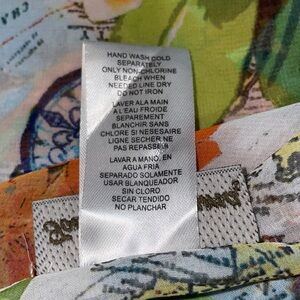 HAND WASH COLD
SEPARATELY
ONLY NON-CHLORINE
BLEACH WHEN
NEEDED LINE DRY
DO NOT IRON
LAVER ALA MAIN
A L'EAU FROIDE
SEPAREMENT
BLANCHIR SANS
CHLORE SI NESESAIRE
LIGNE SECHER NE
PAS REPASSER
LAVAR A MANO, EN
AGUA FRIA
SEPARADO SOLAMENTE
USAR BLANQUEADOR
SIN CLORO
SECAR TENDIDO
NO PLANCHAR